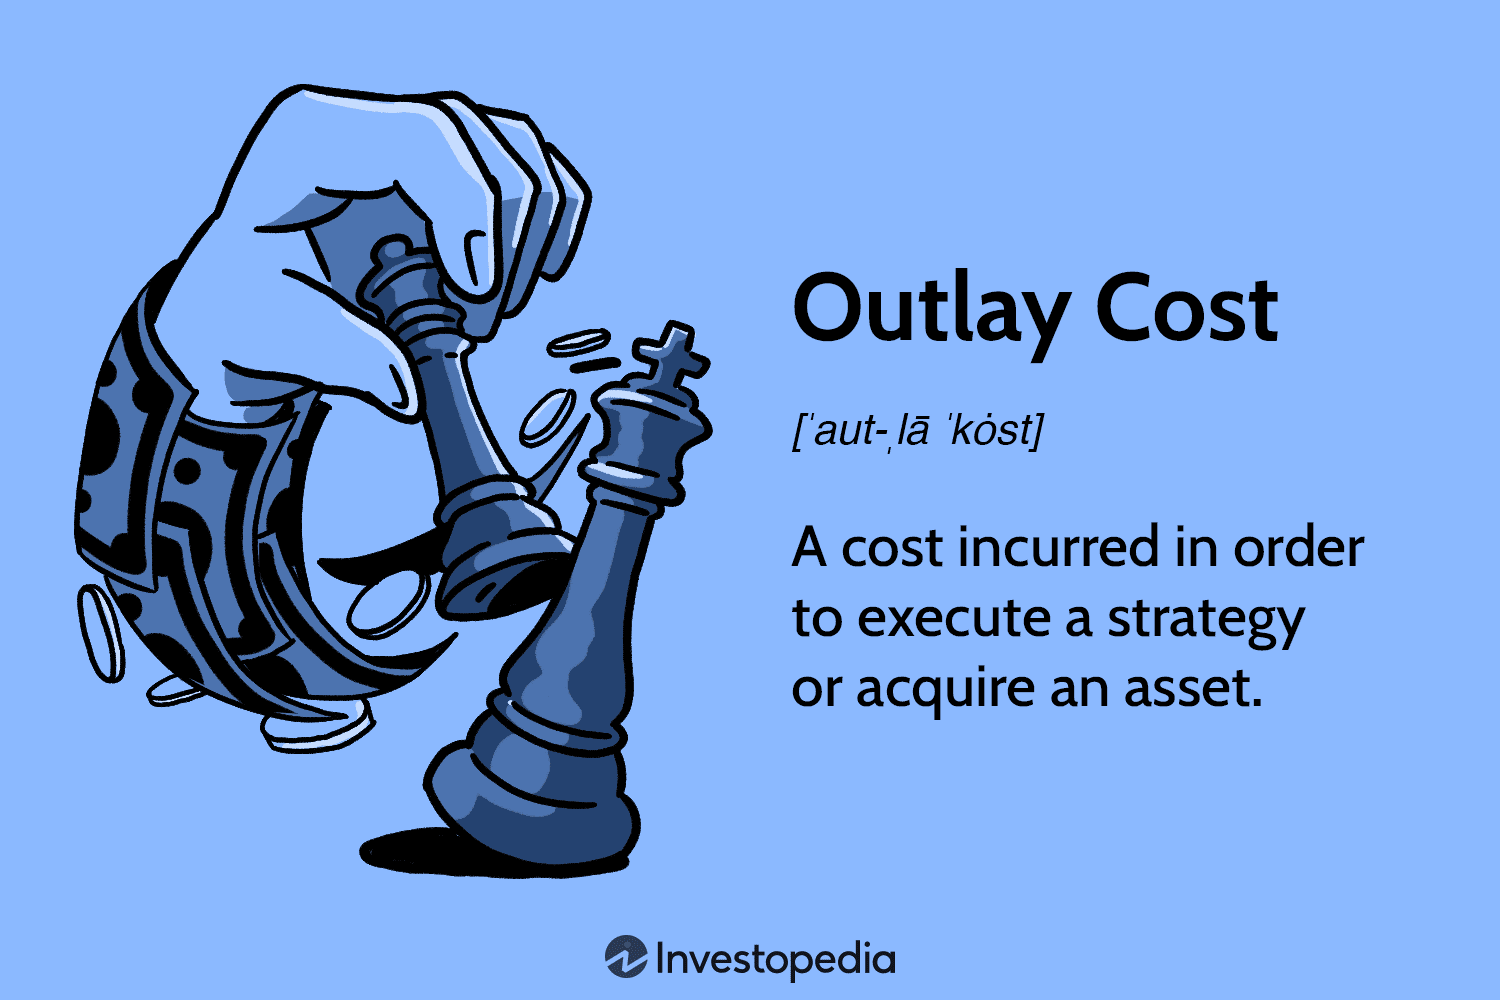 Outlay Cost
[ˈaut-ˌlā ˈkȯst]
A cost incurred in order
to execute a strategy
or acquire an asset.
Investopedia